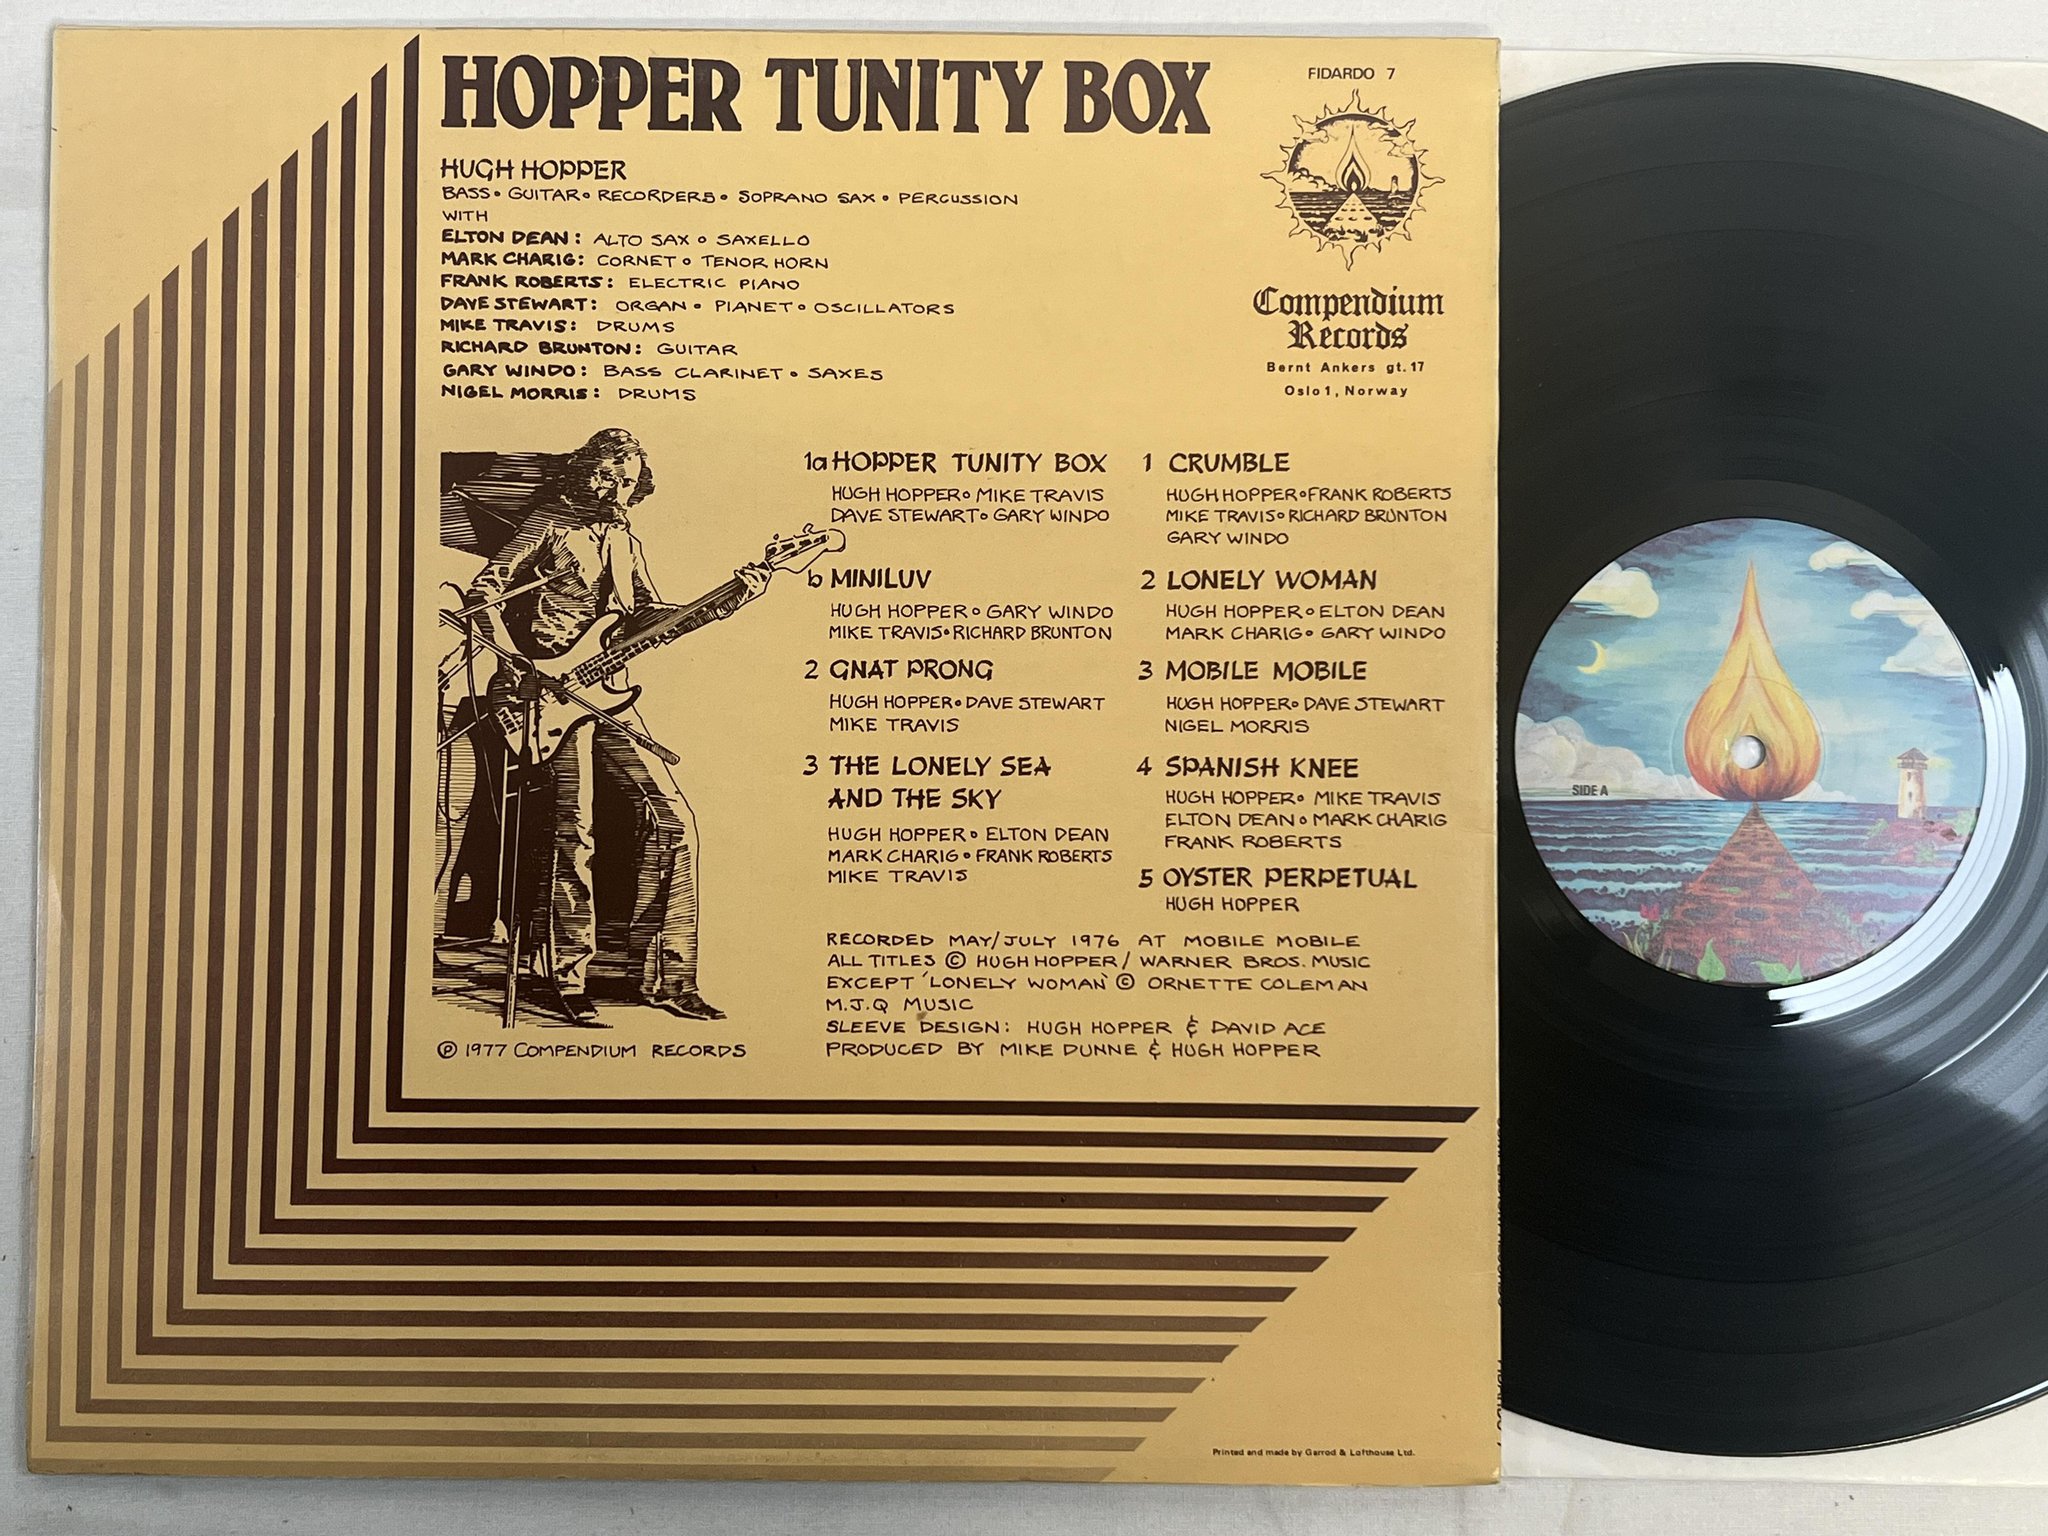 HOPPER TUNITY BOX
FIDARDO 7
Compendium
Records
Bernt Ankers gt. 17
Oslo 1, Norway
HUGH HOPPER
BASS • GUITAR • RECORDERS • SOPRANO SAX • PERCUSSION
WITH
ELTON DEAN: ALTO SAX • SAXELLO
MARK CHARIG: CORNET • TENOR HORN
FRANK ROBERTS: ELECTRIC PIANO
DAVE STEWART: ORGAN • PIANET • OSCILLATORS
MIKE TRAVIS: DRUMS
RICHARD BRUNTON: GUITAR
GARY WINDO: BASS CLARINET • SAXES
NIGEL MORRIS: DRUMS
1a HOPPER TUNITY BOX
HUGH HOPPER • MIKE TRAVIS
DAVE STEWART • GARY WINDO
b MINILUV
HUGH HOPPER • GARY WINDO
MIKE TRAVIS • RICHARD BRUNTON
2 GNAT PRONG
HUGH HOPPER • DAVE STEWART
MIKE TRAVIS
3 THE LONELY SEA
AND THE SKY
HUGH HOPPER • ELTON DEAN
MARK CHARIG • FRANK ROBERTS
MIKE TRAVIS
1 CRUMBLE
HUGH HOPPER • FRANK ROBERTS
MIKE TRAVIS • RICHARD BRUNTON
GARY WINDO
2 LONELY WOMAN
HUGH HOPPER • ELTON DEAN
MARK CHARIG • GARY WINDO
3 MOBILE MOBILE
HUGH HOPPER • DAVE STEWART
NIGEL MORRIS
4 SPANISH KNEE
HUGH HOPPER • MIKE TRAVIS
ELTON DEAN • MARK CHARIG
FRANK ROBERTS
5 OYSTER PERPETUAL
HUGH HOPPER
RECORDED MAY/JULY 1976 AT MOBILE MOBILE
ALL TITLES © HUGH HOPPER / WARNER BROS. MUSIC
EXCEPT 'LONELY WOMAN' © ORNETTE COLEMAN
M.J.Q MUSIC
SLEEVE DESIGN: HUGH HOPPER & DAVID ACE
PRODUCED BY MIKE DUNNE & HUGH HOPPER
℗ 1977 COMPENDIUM RECORDS
Printed and made by Garrod & Lofthouse Ltd.
SIDE A